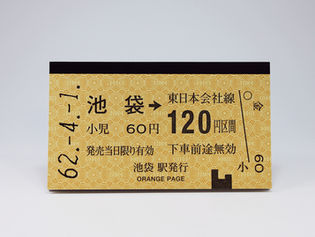 62.-4.-1.
池袋→東日本会社線
小児 60円 120円区間
発売当日限り有効 下車前途無効
池袋 駅発行
ORANGE PAGE
〇金
小
60